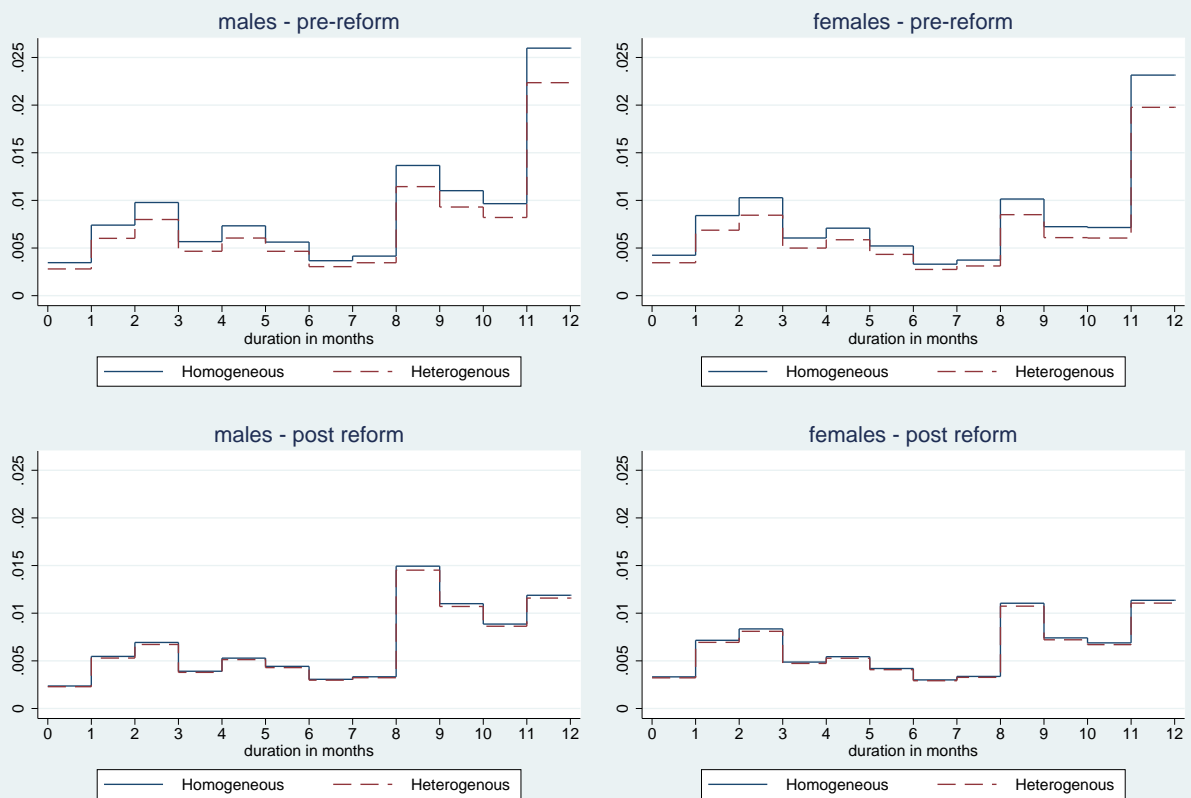 males - pre-reform
.025
.02
.015
.01
.005
0
0 1 2 3 4 5 6 7 8 9 10 11 12
duration in months
Homogeneous Heterogenous
females - pre-reform
.025
.02
.015
.01
.005
0
0 1 2 3 4 5 6 7 8 9 10 11 12
duration in months
Homogeneous Heterogenous
males - post reform
.025
.02
.015
.01
.005
0
0 1 2 3 4 5 6 7 8 9 10 11 12
duration in months
Homogeneous Heterogenous
females - post reform
.025
.02
.015
.01
.005
0
0 1 2 3 4 5 6 7 8 9 10 11 12
duration in months
Homogeneous Heterogenous